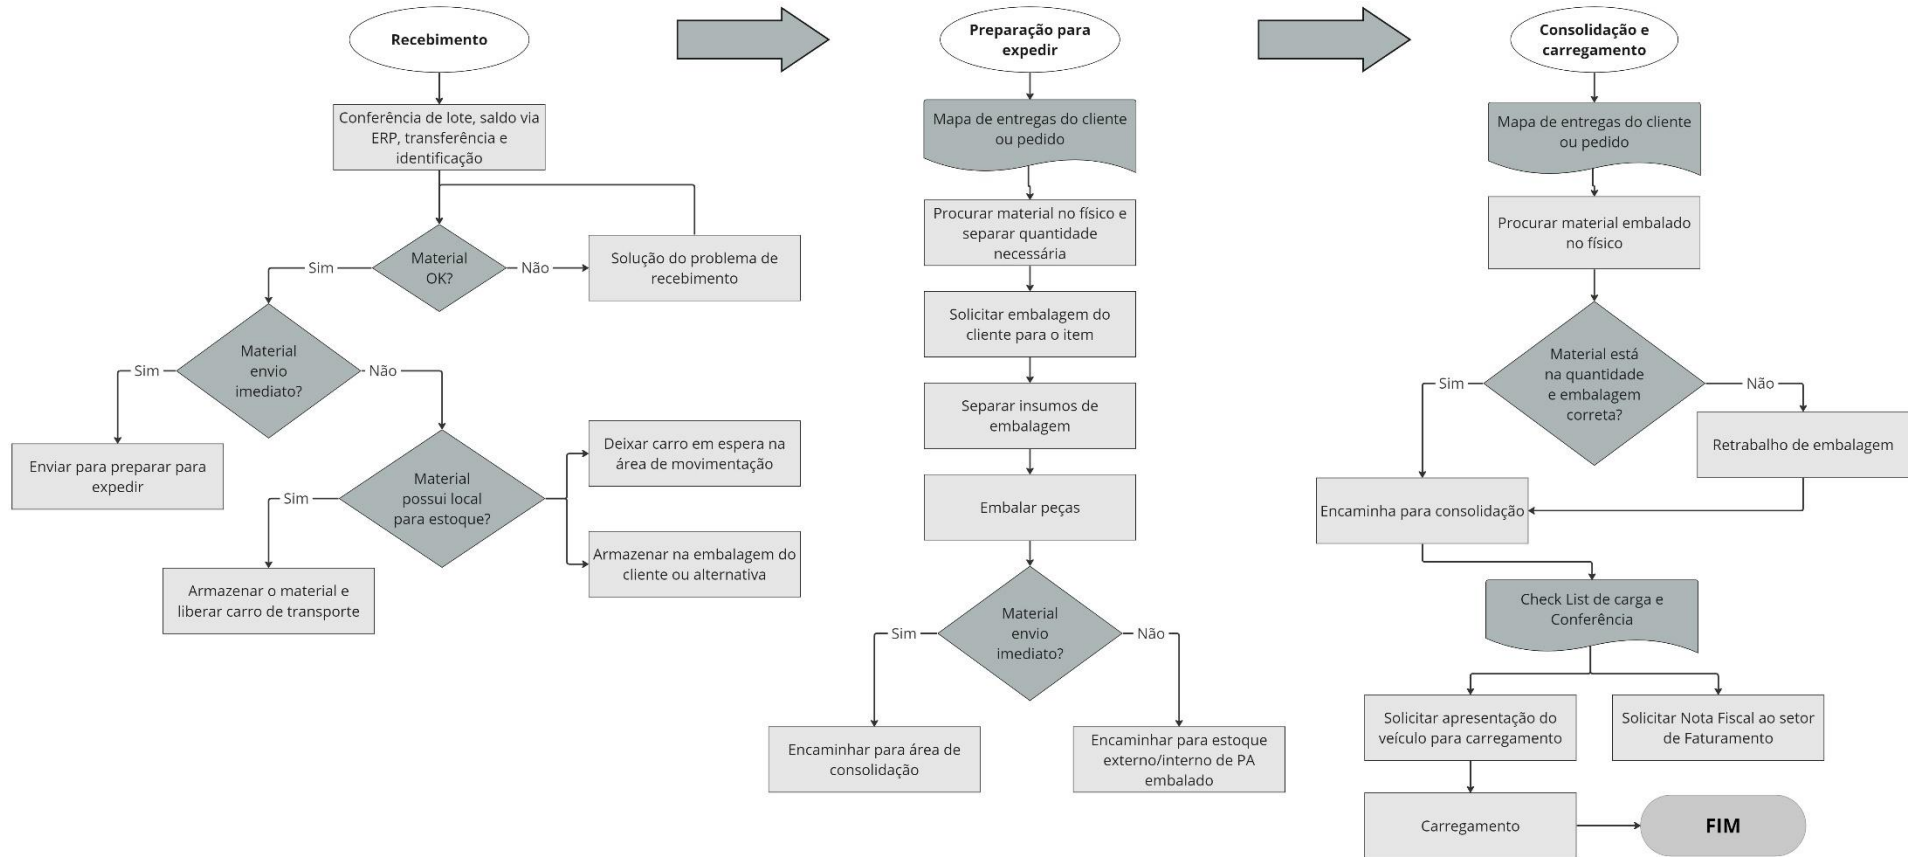 Recebimento
Conferência de lote, saldo via
ERP, transferência e
identificação
Material
OK?
Sim
Não
Solução do problema de
recebimento
Material
envio
imediato?
Sim
Não
Enviar para preparar para
expedir
Material
possui local
para estoque?
Sim
Deixar carro em espera na
área de movimentação
Armazenar na embalagem do
cliente ou alternativa
Armazenar o material e
liberar carro de transporte
Preparação para
expedir
Mapa de entregas do cliente
ou pedido
Procurar material no físico e
separar quantidade
necessária
Solicitar embalagem do
cliente para o item
Separar insumos de
embalagem
Embalar peças
Material
envio
imediato?
Sim
Não
Encaminhar para área de
consolidação
Encaminhar para estoque
externo/interno de PA
embalado
Consolidação e
carregamento
Mapa de entregas do cliente
ou pedido
Procurar material embalado
no físico
Material está
na quantidade
e embalagem
correta?
Sim
Não
Retrabalho de embalagem
Encaminha para consolidação
Check List de carga e
Conferência
Solicitar apresentação do
veículo para carregamento
Solicitar Nota Fiscal ao setor
de Faturamento
Carregamento
FIM